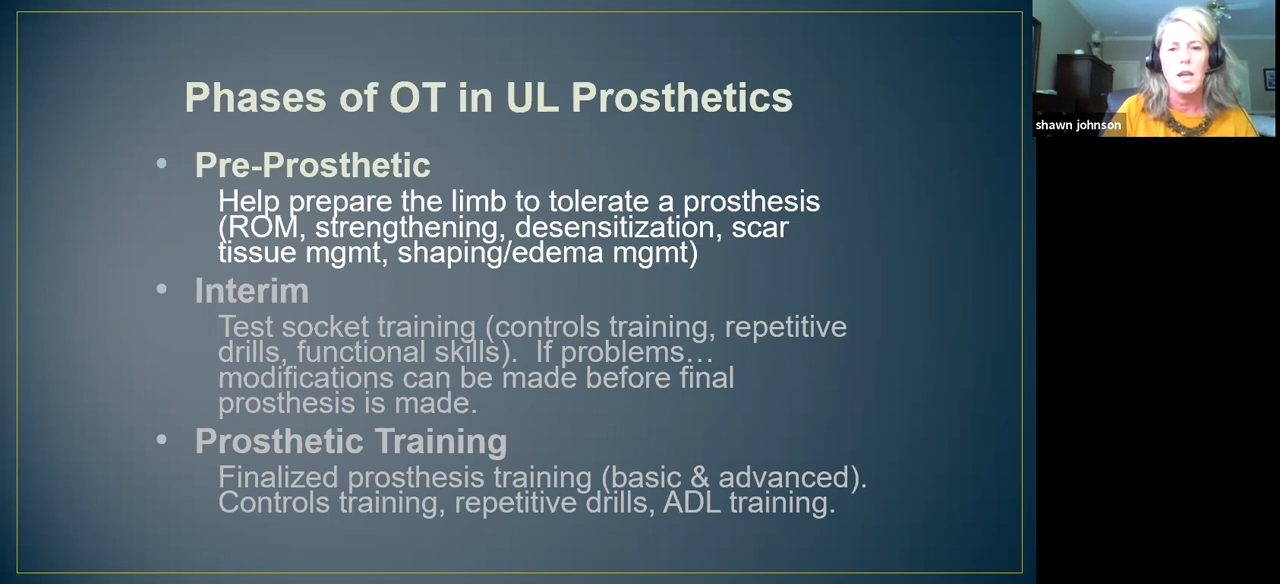 Phases of OT in UL Prosthetics
• Pre-Prosthetic
Help prepare the limb to tolerate a prosthesis
(ROM, strengthening, desensitization, scar
tissue mgmt, shaping/edema mgmt)
• Interim
Test socket training (controls training, repetitive
drills, functional skills).  If problems…
modifications can be made before final
prosthesis is made.
• Prosthetic Training
Finalized prosthesis training (basic & advanced).
Controls training, repetitive drills, ADL training.
shawn johnson